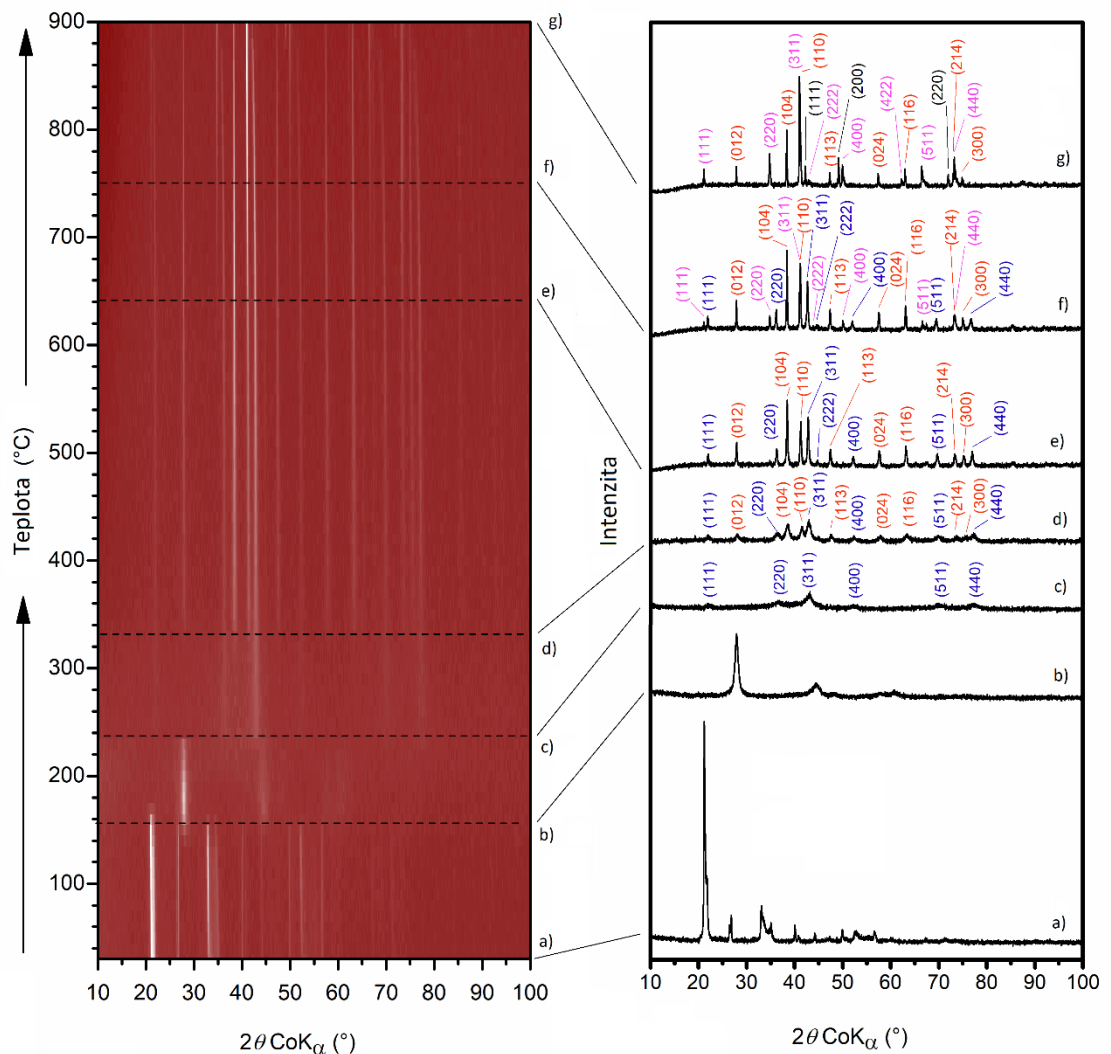 900
800
700
600
500
400
300
200
100
Teplota (°C)
g)
f)
e)
d)
c)
b)
a)
10 20 30 40 50 60 70 80 90 100
2θ CoKα (°)
Intenzita
(111) (012) (220) (104) (311) (110) (111) (222) (113) (200) (400) (024) (422) (116) (511) (220) (214) (440) (300)
g)
(111) (111) (012) (220) (220) (104) (311) (110) (311) (222) (222) (113) (400) (400) (024) (116) (511) (511) (214) (440) (300) (440)
f)
(111) (012) (220) (104) (110) (311) (222) (113) (400) (024) (116) (511) (214) (300) (440)
e)
(111) (012) (220) (104) (110) (311) (113) (400) (024) (116) (511) (214) (300) (440)
d)
(111) (220) (311) (400) (511) (440)
c)
b)
a)
10 20 30 40 50 60 70 80 90 100
2θ CoKα (°)